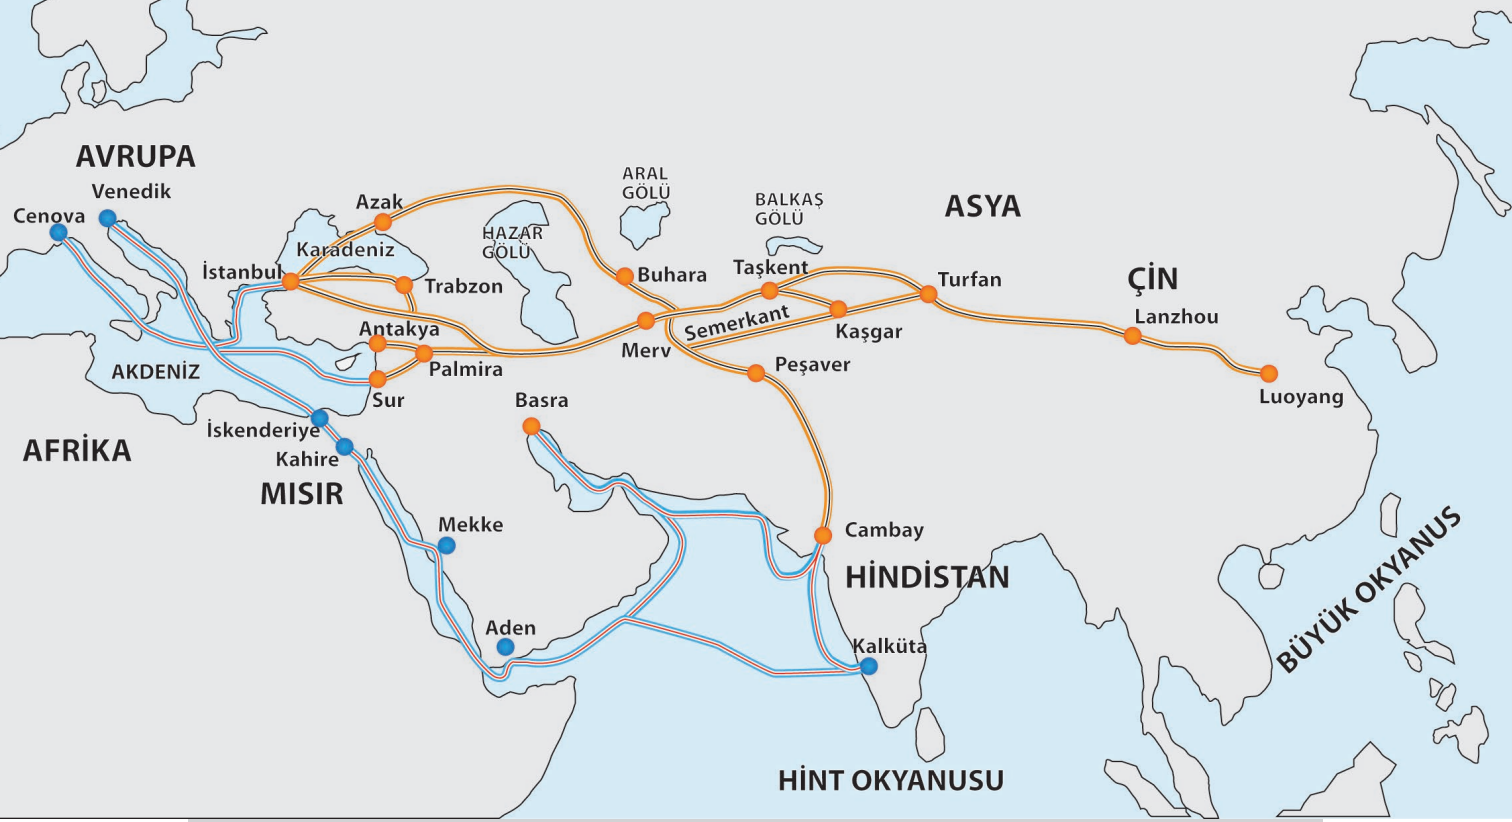 AVRUPA
Venedik
Cenova
Azak
Karadeniz
İstanbul
Trabzon
HAZAR
GÖLÜ
ARAL
GÖLÜ
BALKAŞ
GÖLÜ
ASYA
Buhara
Taşkent
Turfan
ÇİN
Lanzhou
Antakya
Semerkant
Kaşgar
Merv
Peşaver
Palmira
AKDENİZ
Sur
Basra
Luoyang
İskenderiye
AFRİKA
Kahire
MISIR
Mekke
Cambay
HİNDİSTAN
BÜYÜK OKYANUS
Aden
Kalküta
HİNT OKYANUSU